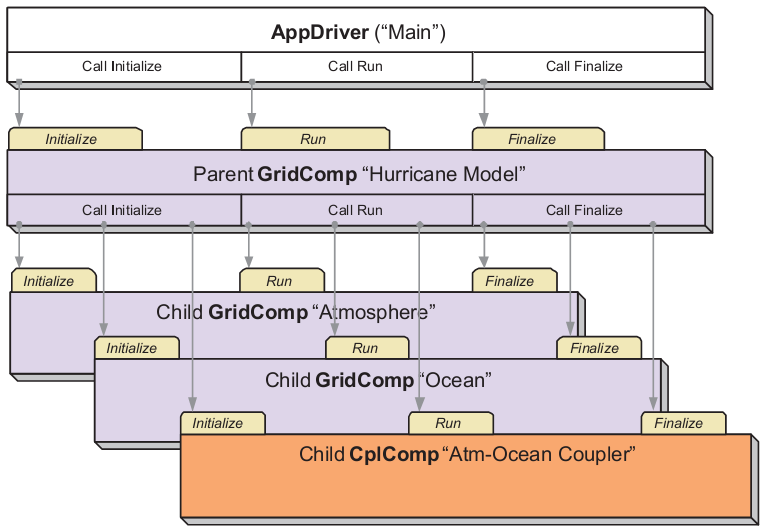 AppDriver (“Main”)
Call Initialize Call Run Call Finalize
Initialize Run Finalize
Parent GridComp “Hurricane Model”
Call Initialize Call Run Call Finalize
Initialize Run Finalize
Child GridComp “Atmosphere”
Initialize Run Finalize
Child GridComp “Ocean”
Initialize Run Finalize
Child CplComp “Atm-Ocean Coupler”